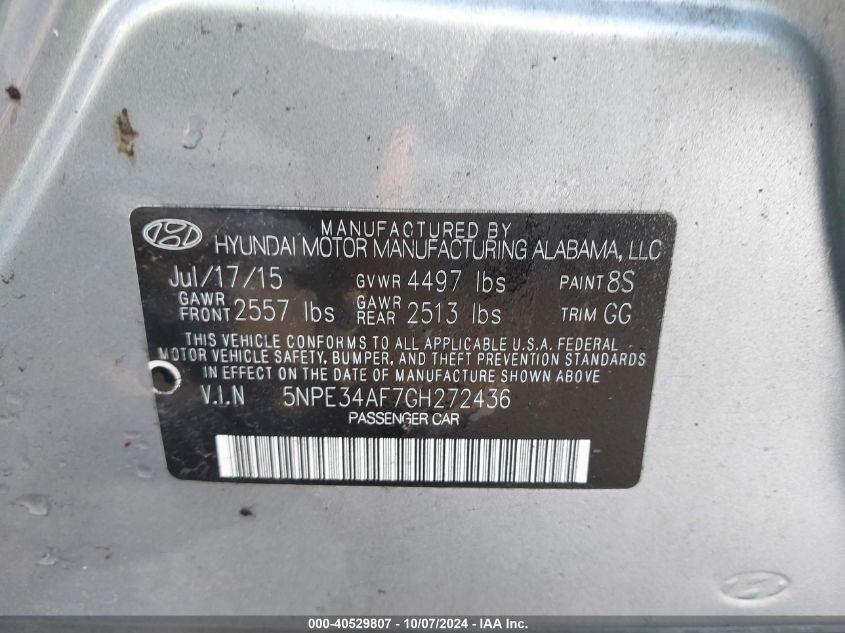 MANUFACTURED BY
HYUNDAI MOTOR MANUFACTURING ALABAMA, LLC
Jul/17/15 GVWR 4497 lbs PAINT 8S
GAWR FRONT 2557 lbs GAWR REAR 2513 lbs TRIM GG
THIS VEHICLE CONFORMS TO ALL APPLICABLE U.S.A. FEDERAL
MOTOR VEHICLE SAFETY, BUMPER, AND THEFT PREVENTION STANDARDS
IN EFFECT ON THE DATE OF MANUFACTURE SHOWN ABOVE
V.I.N 5NPE34AF7GH272436
PASSENGER CAR
000-40529807 - 10/07/2024 - IAA Inc.